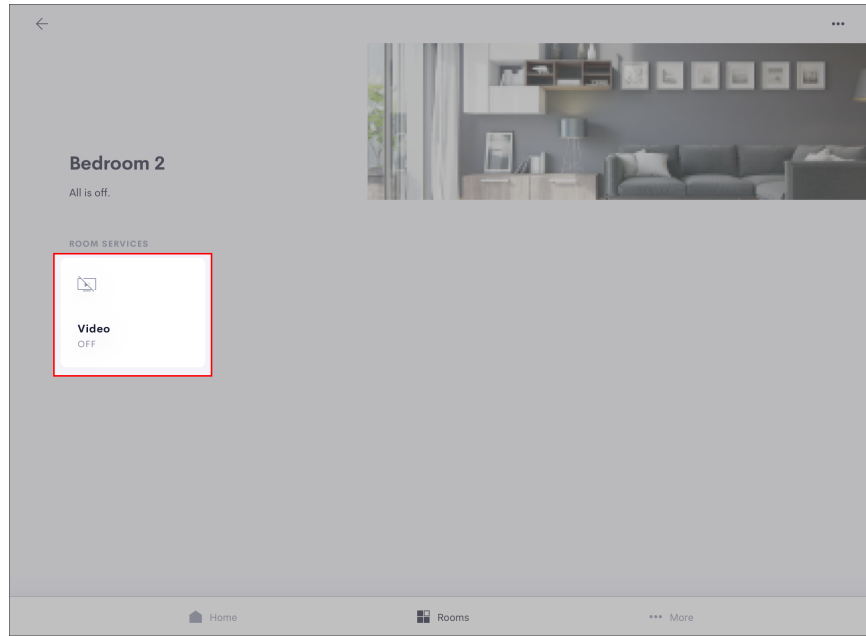 Bedroom 2
All is off.
ROOM SERVICES
Video
OFF
Home
Rooms
More